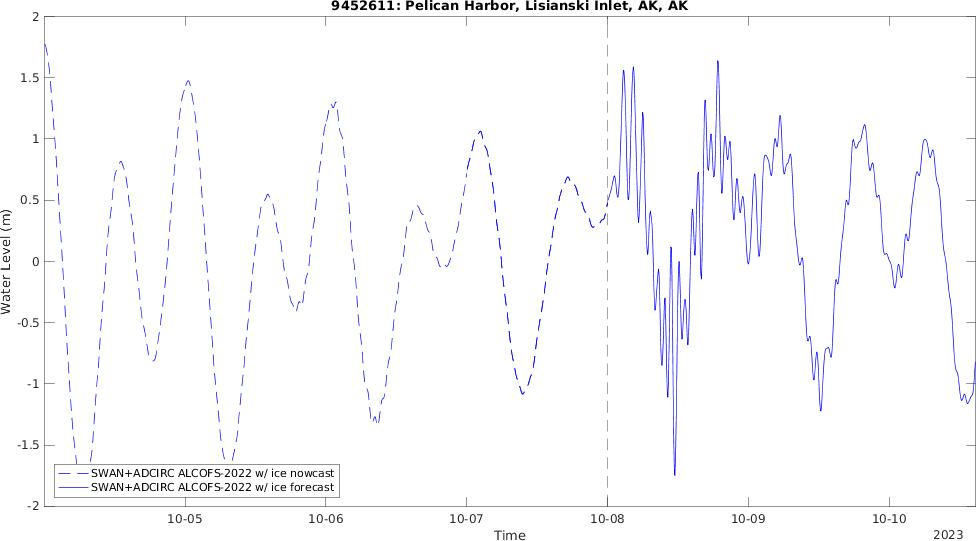 9452611: Pelican Harbor, Lisianski Inlet, AK, AK
2
1.5
1
0.5
0
-0.5
-1
-1.5
-2
Water Level (m)
SWAN+ADCIRC ALCOFS-2022 w/ ice nowcast
SWAN+ADCIRC ALCOFS-2022 w/ ice forecast
10-05 10-06 10-07 10-08 10-09 10-10
Time
2023